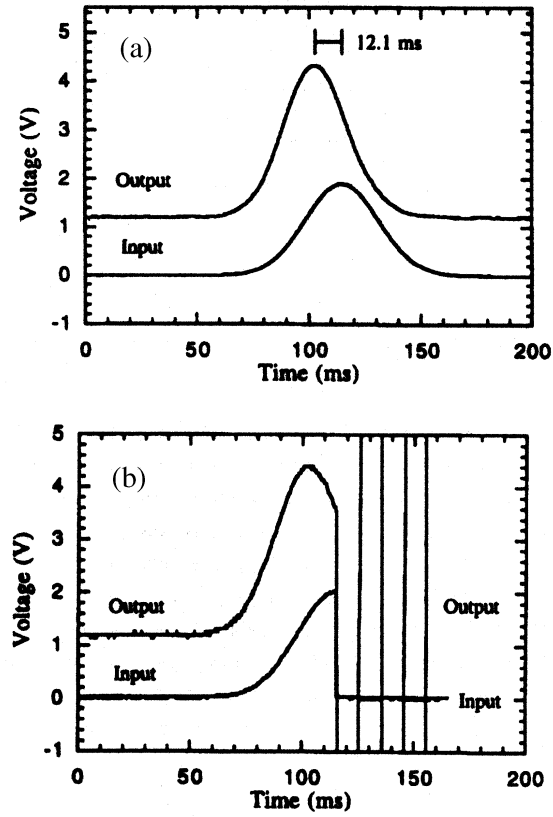 5
(a)
12.1 ms
4
3
Voltage (V)
2
Output
1
Input
0
-1
0 50 100 150 200
Time (ms)
5
(b)
4
3
Voltage (V)
2
Output Output
1
Input Input
0
-1
0 50 100 150 200
Time (ms)